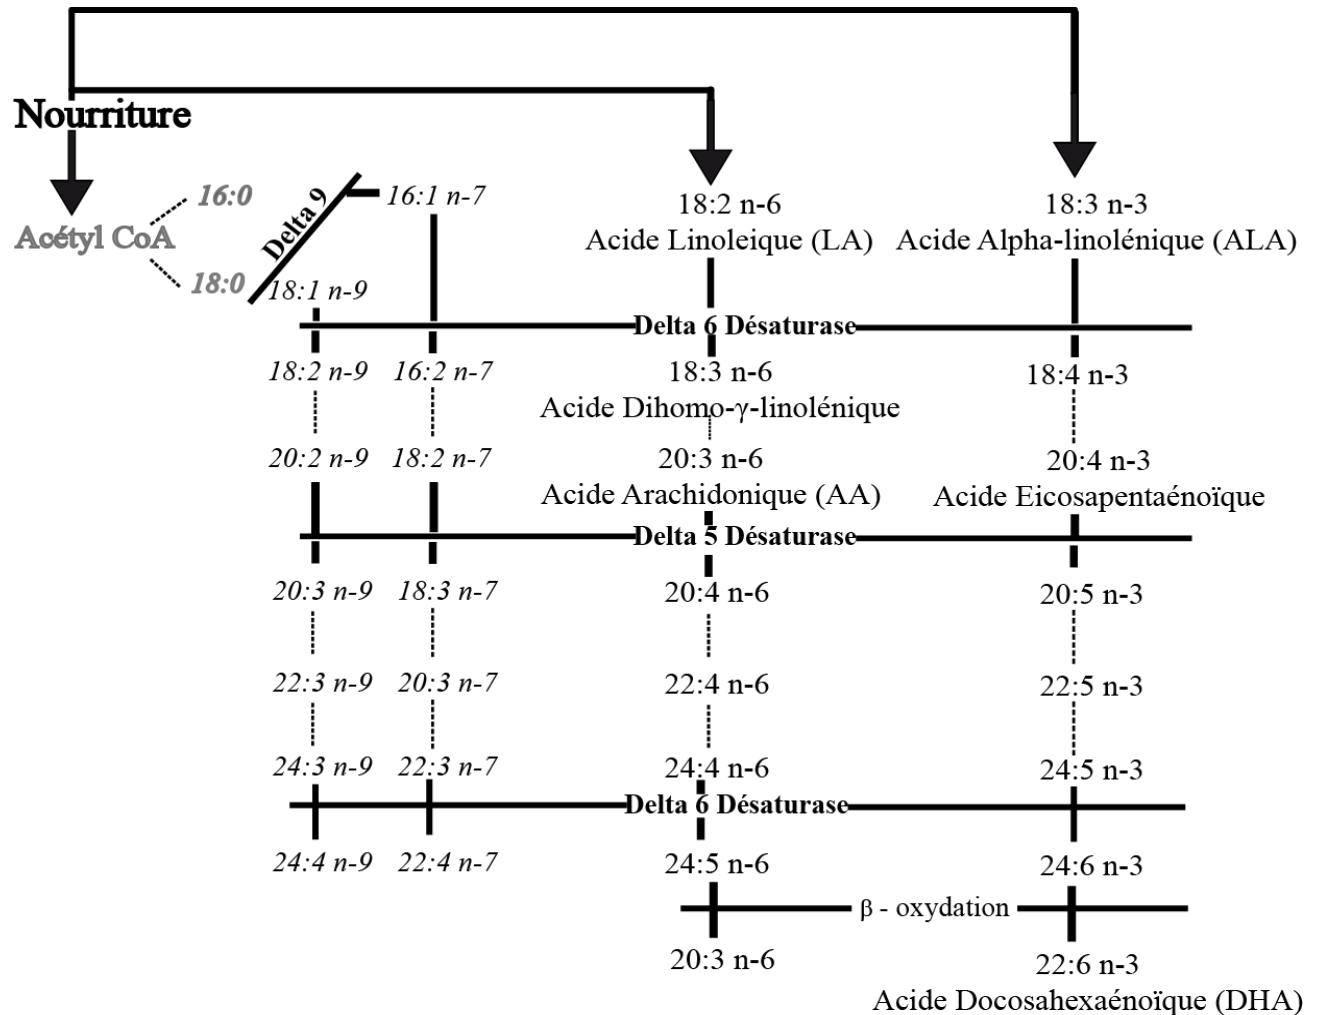 Nourriture
16:0
Delta 9
16:1 n-7
18:2 n-6
18:3 n-3
Acétyl CoA
Acide Linoleique (LA)
Acide Alpha-linolénique (ALA)
18:0
18:1 n-9
Delta 6 Désaturase
18:2 n-9
16:2 n-7
18:3 n-6
18:4 n-3
Acide Dihomo-γ-linolénique
20:2 n-9
18:2 n-7
20:3 n-6
20:4 n-3
Acide Arachidonique (AA)
Acide Eicosapentaénoïque
Delta 5 Désaturase
20:3 n-9
18:3 n-7
20:4 n-6
20:5 n-3
22:3 n-9
20:3 n-7
22:4 n-6
22:5 n-3
24:3 n-9
22:3 n-7
24:4 n-6
24:5 n-3
Delta 6 Désaturase
24:4 n-9
22:4 n-7
24:5 n-6
24:6 n-3
β - oxydation
20:3 n-6
22:6 n-3
Acide Docosahexaénoïque (DHA)